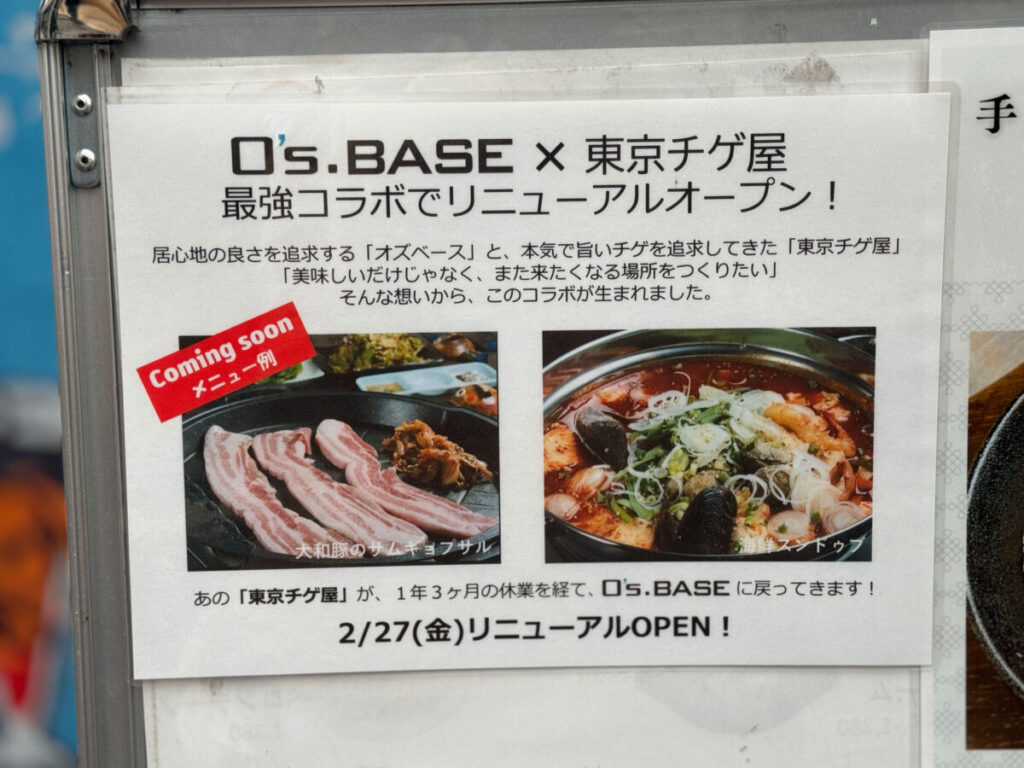 O's.BASE × 東京チゲ屋
最強コラボでリニューアルオープン！
居心地の良さを追求する「オズベース」と、本気で旨いチゲを追求してきた「東京チゲ屋」
「美味しいだけじゃなく、また来たくなる場所をつくりたい」
そんな想いから、このコラボが生まれました。
Coming soon
メニュー例
大和豚のサムギョプサル
海鮮スンドゥブ
あの「東京チゲ屋」が、１年３ヶ月の休業を経て、O's.BASE に戻ってきます！
2/27(金)リニューアルOPEN！
手